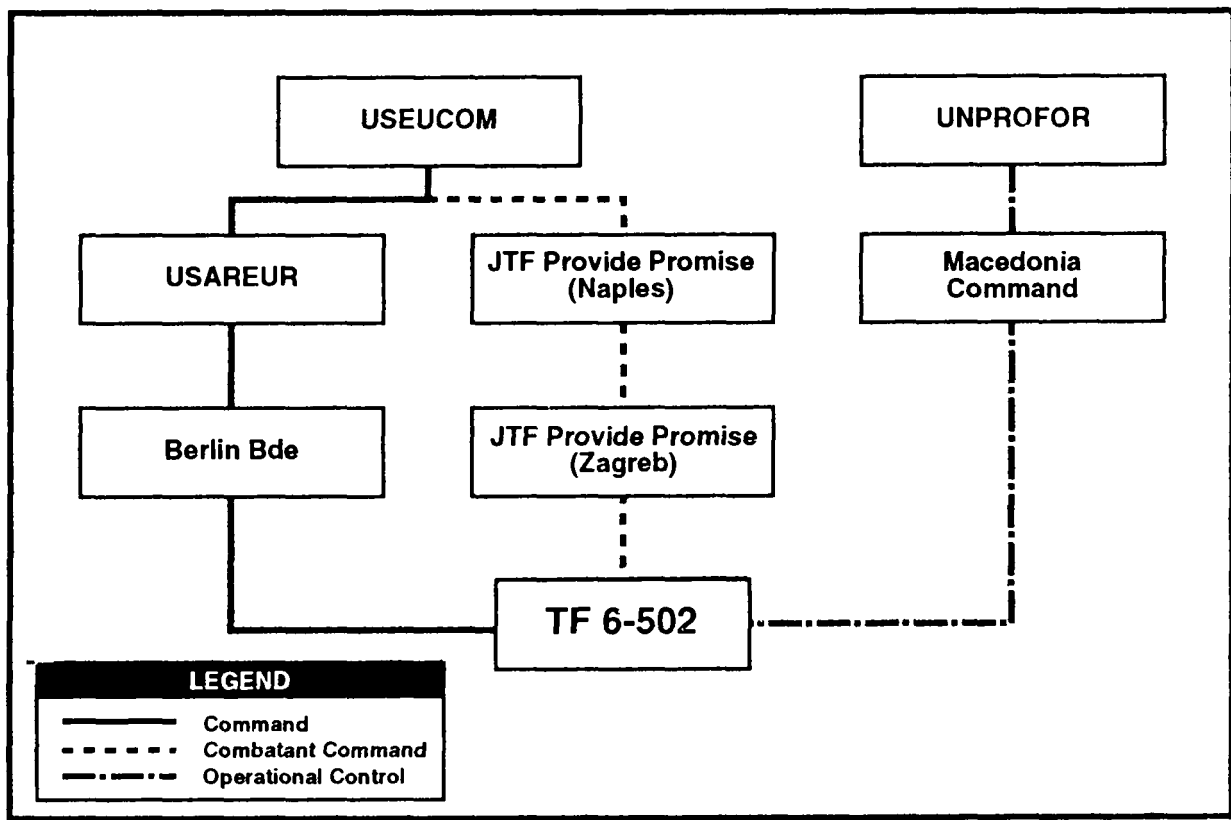 USEUCOM
UNPROFOR
USAREUR
JTF Provide Promise
(Naples)
Macedonia
Command
Berlin Bde
JTF Provide Promise
(Zagreb)
TF 6-502
LEGEND
Command
Combatant Command
Operational Control